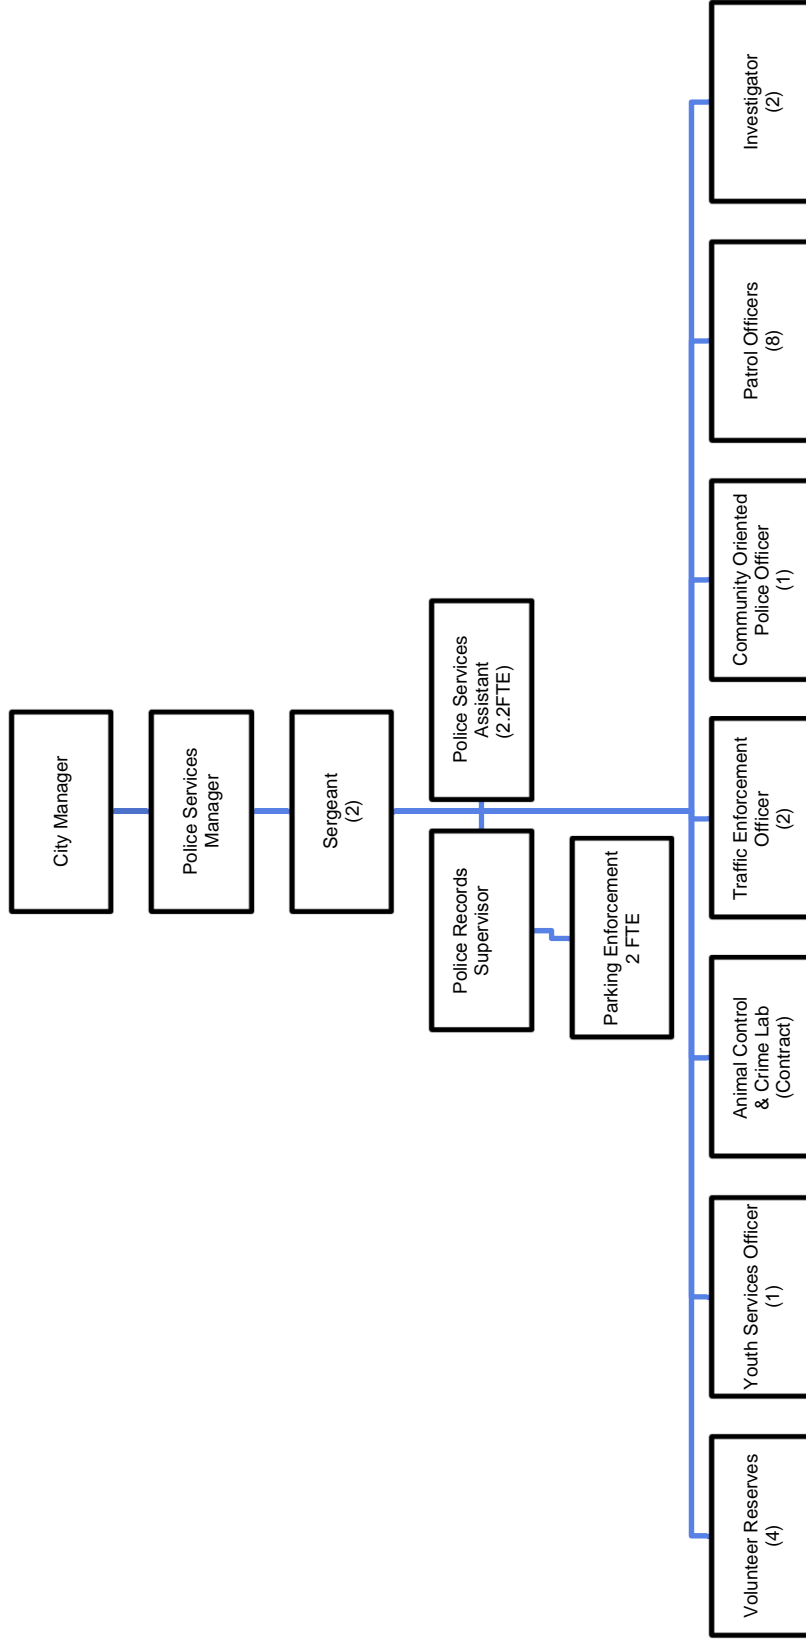 City Manager
Police Services
Manager
Sergeant
(2)
Police Records
Supervisor
Police Services
Assistant
(2.2FTE)
Parking Enforcement
2 FTE
Volunteer Reserves
(4)
Youth Services Officer
(1)
Animal Control
& Crime Lab
(Contract)
Traffic Enforcement
Officer
(2)
Community Oriented
Police Officer
(1)
Patrol Officers
(8)
Investigator
(2)